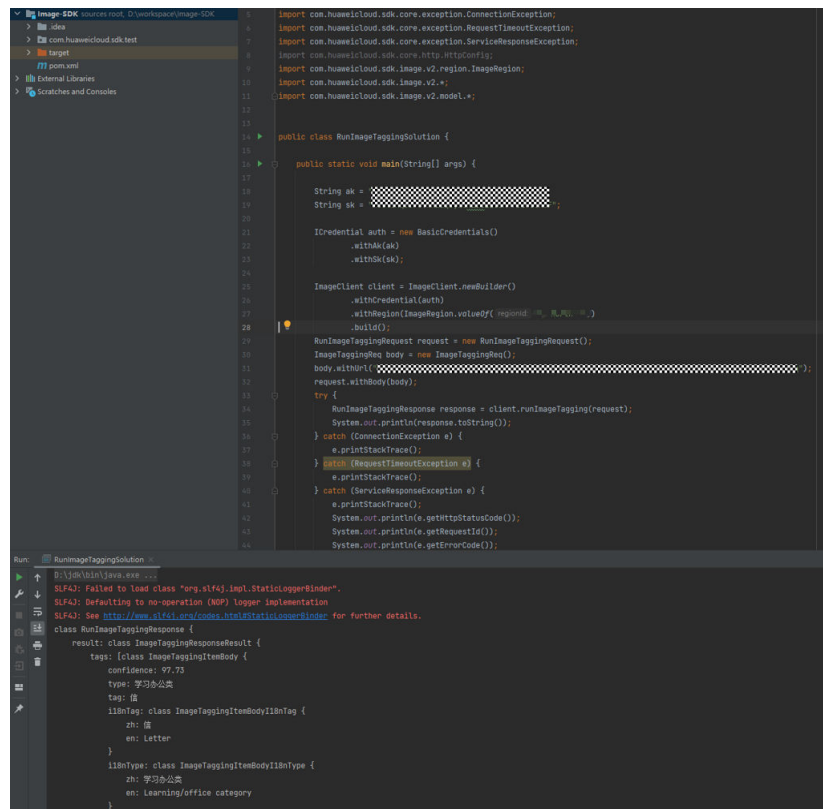 Image-SDK sources root, D:\workspace\Image-SDK
.idea
com.huaweicloud.sdk.test
target
pom.xml
External Libraries
Scratches and Consoles
5 import com.huaweicloud.sdk.core.exception.ConnectionException;
6 import com.huaweicloud.sdk.core.exception.RequestTimeoutException;
7 import com.huaweicloud.sdk.core.exception.ServiceResponseException;
8 import com.huaweicloud.sdk.core.http.HttpConfig;
9 import com.huaweicloud.sdk.image.v2.region.ImageRegion;
10 import com.huaweicloud.sdk.image.v2.*;
11 import com.huaweicloud.sdk.image.v2.model.*;
12
13
14 public class RunImageTaggingSolution {
15
16 public static void main(String[] args) {
17
18 String ak = "
19 String sk = " ";
20
21 ICredential auth = new BasicCredentials()
22 .withAk(ak)
23 .withSk(sk);
24
25 ImageClient client = ImageClient.newBuilder()
26 .withCredential(auth)
27 .withRegion(ImageRegion.valueOf( regionId: )
28 .build();
29 RunImageTaggingRequest request = new RunImageTaggingRequest();
30 ImageTaggingReq body = new ImageTaggingReq();
31 body.withUrl(" ");
32 request.withBody(body);
33 try {
34 RunImageTaggingResponse response = client.runImageTagging(request);
35 System.out.println(response.toString());
36 } catch (ConnectionException e) {
37 e.printStackTrace();
38 } catch (RequestTimeoutException e) {
39 e.printStackTrace();
40 } catch (ServiceResponseException e) {
41 e.printStackTrace();
42 System.out.println(e.getHttpStatusCode());
43 System.out.println(e.getRequestId());
44 System.out.println(e.getErrorCode());
Run: RunImageTaggingSolution
D:\jdk\bin\java.exe ...
SLF4J: Failed to load class "org.slf4j.impl.StaticLoggerBinder".
SLF4J: Defaulting to no-operation (NOP) logger implementation
SLF4J: See http://www.slf4j.org/codes.html#StaticLoggerBinder for further details.
class RunImageTaggingResponse {
result: class ImageTaggingResponseResult {
tags: [class ImageTaggingItemBody {
confidence: 97.73
type: 学习办公类
tag: 信
i18nTag: class ImageTaggingItemBodyI18nTag {
zh: 信
en: Letter
}
i18nType: class ImageTaggingItemBodyI18nType {
zh: 学习办公类
en: Learning/office category
}